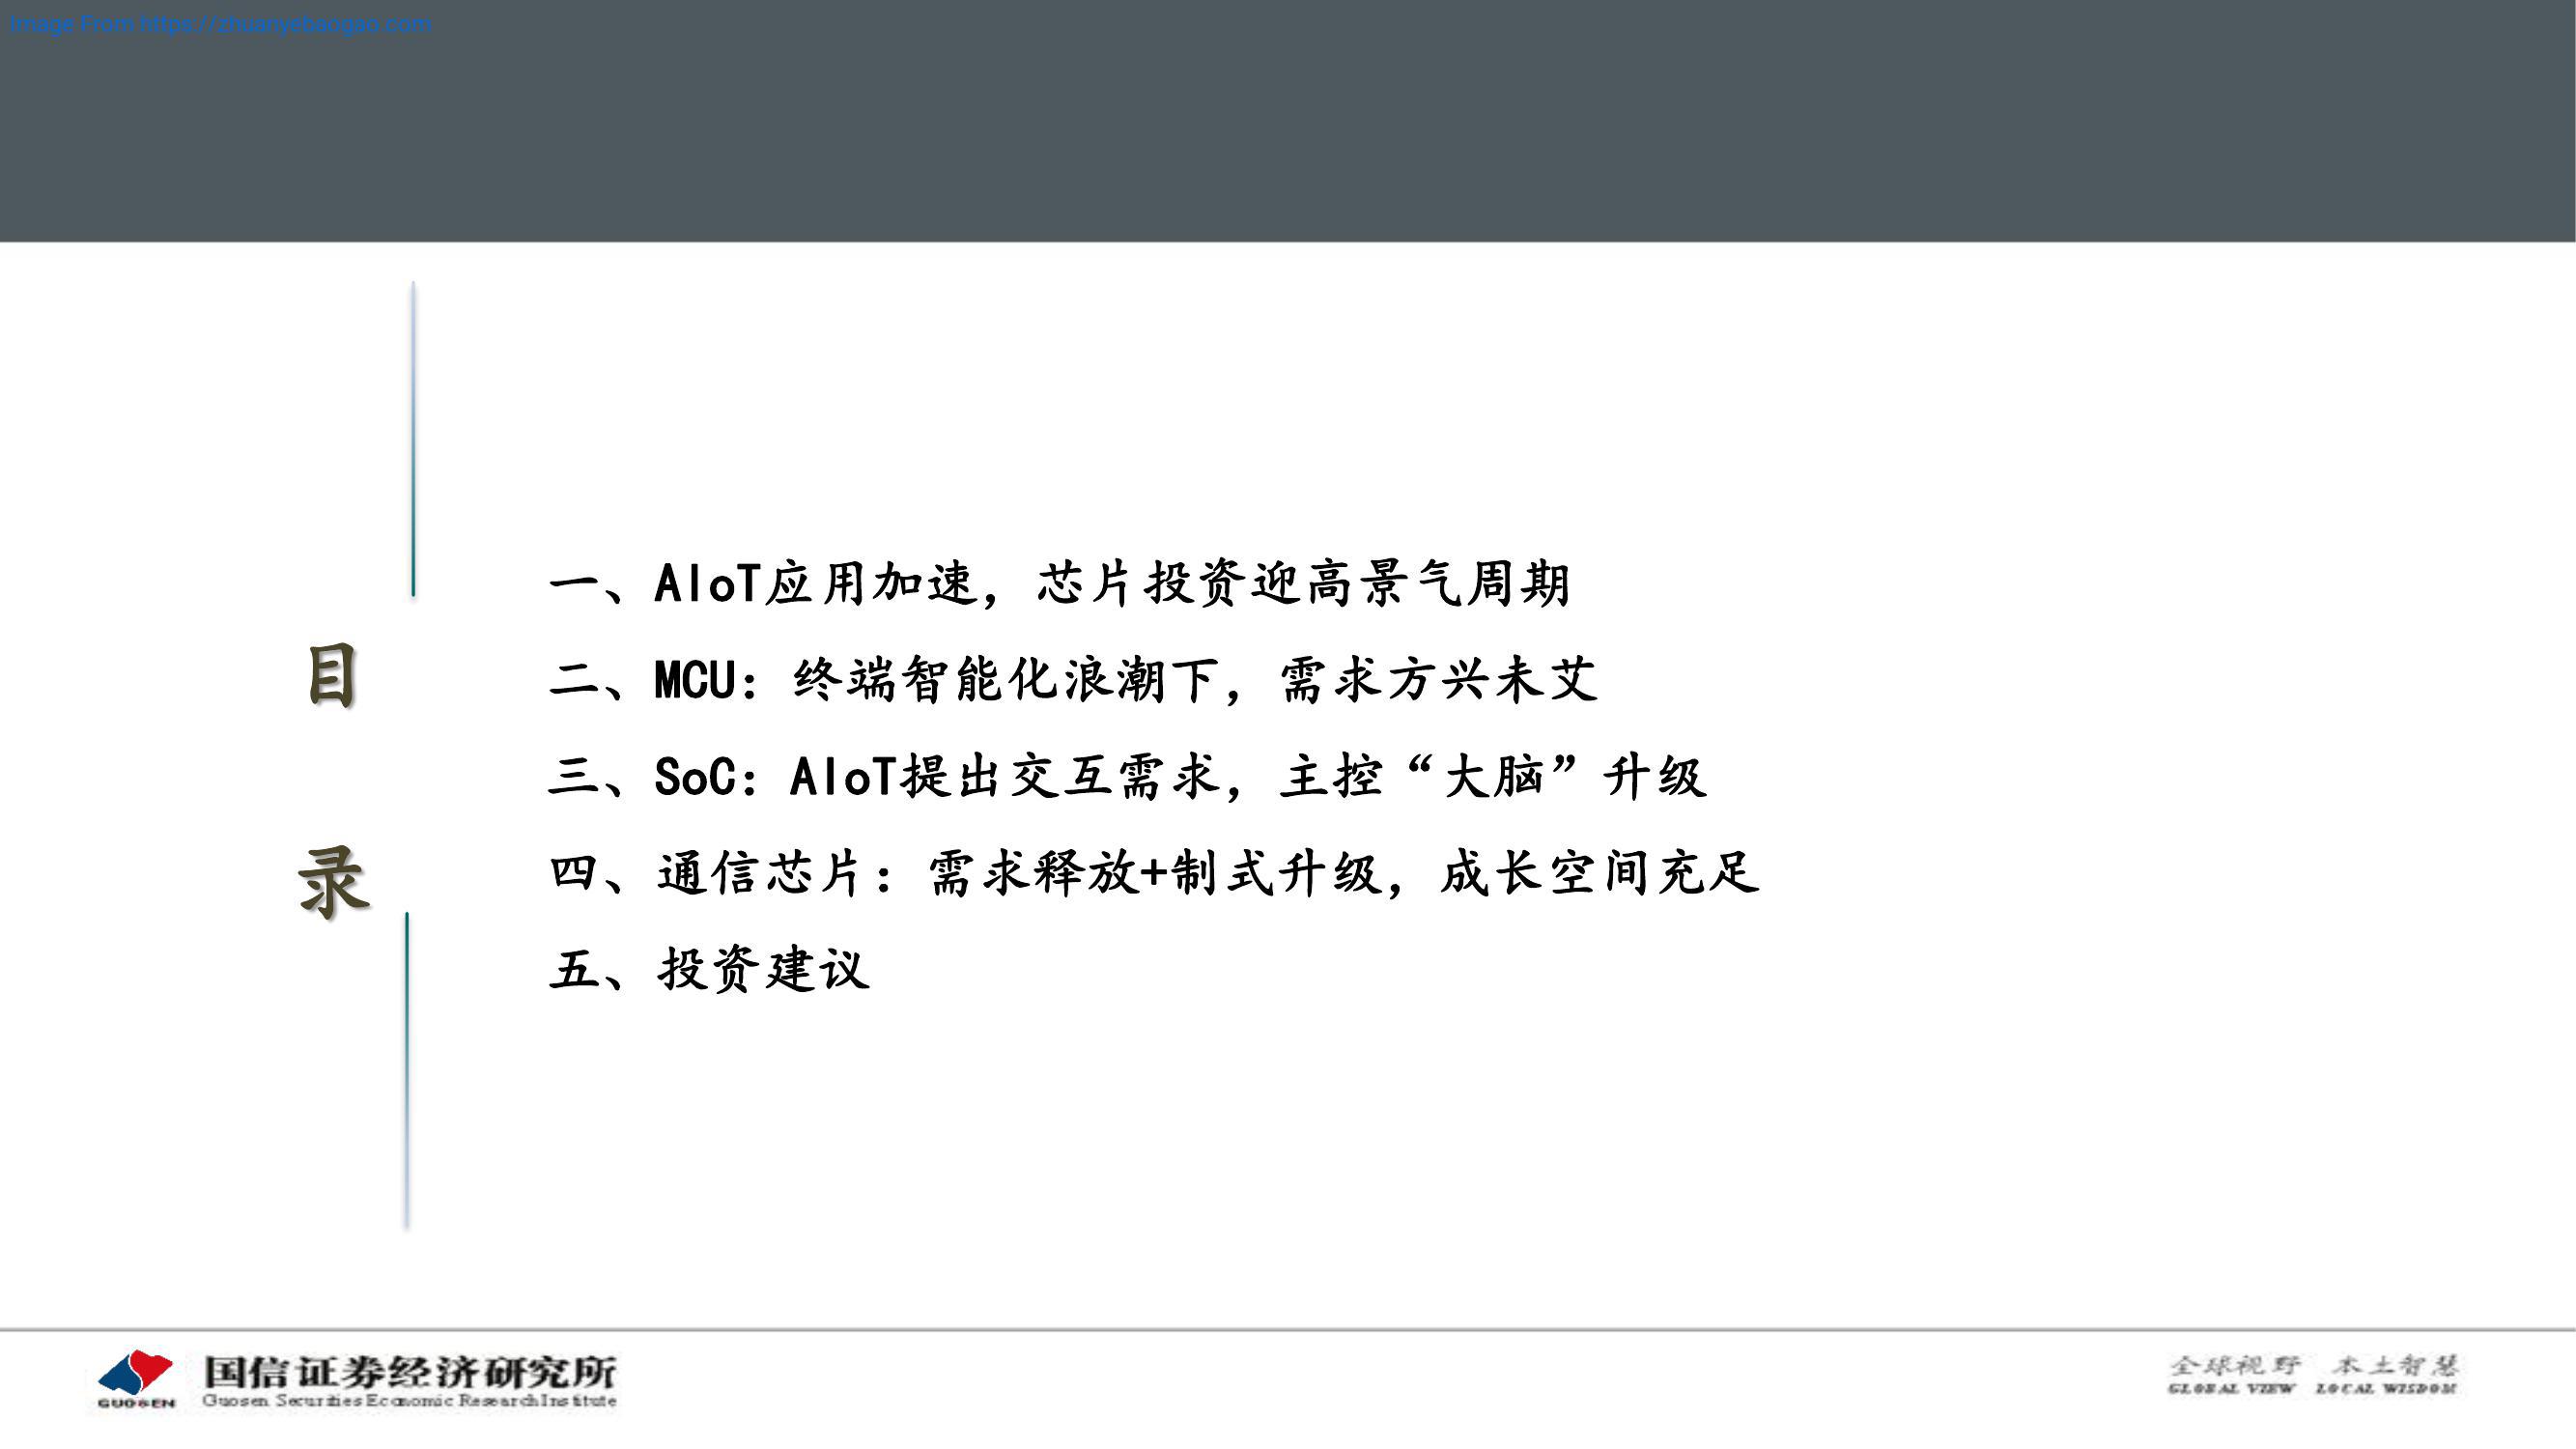 Image From https://zhuanyebaogao.com
目
录
一、AIoT应用加速，芯片投资迎高景气周期
二、MCU：终端智能化浪潮下，需求方兴未艾
三、SoC：AIoT提出交互需求，主控“大脑”升级
四、通信芯片：需求释放+制式升级，成长空间充足
五、投资建议
GUOSEN
国信证券经济研究所
Guosen Securities Economic Research Institute
全球视野 本土智慧
GLOBAL VIEW LOCAL WISDOM